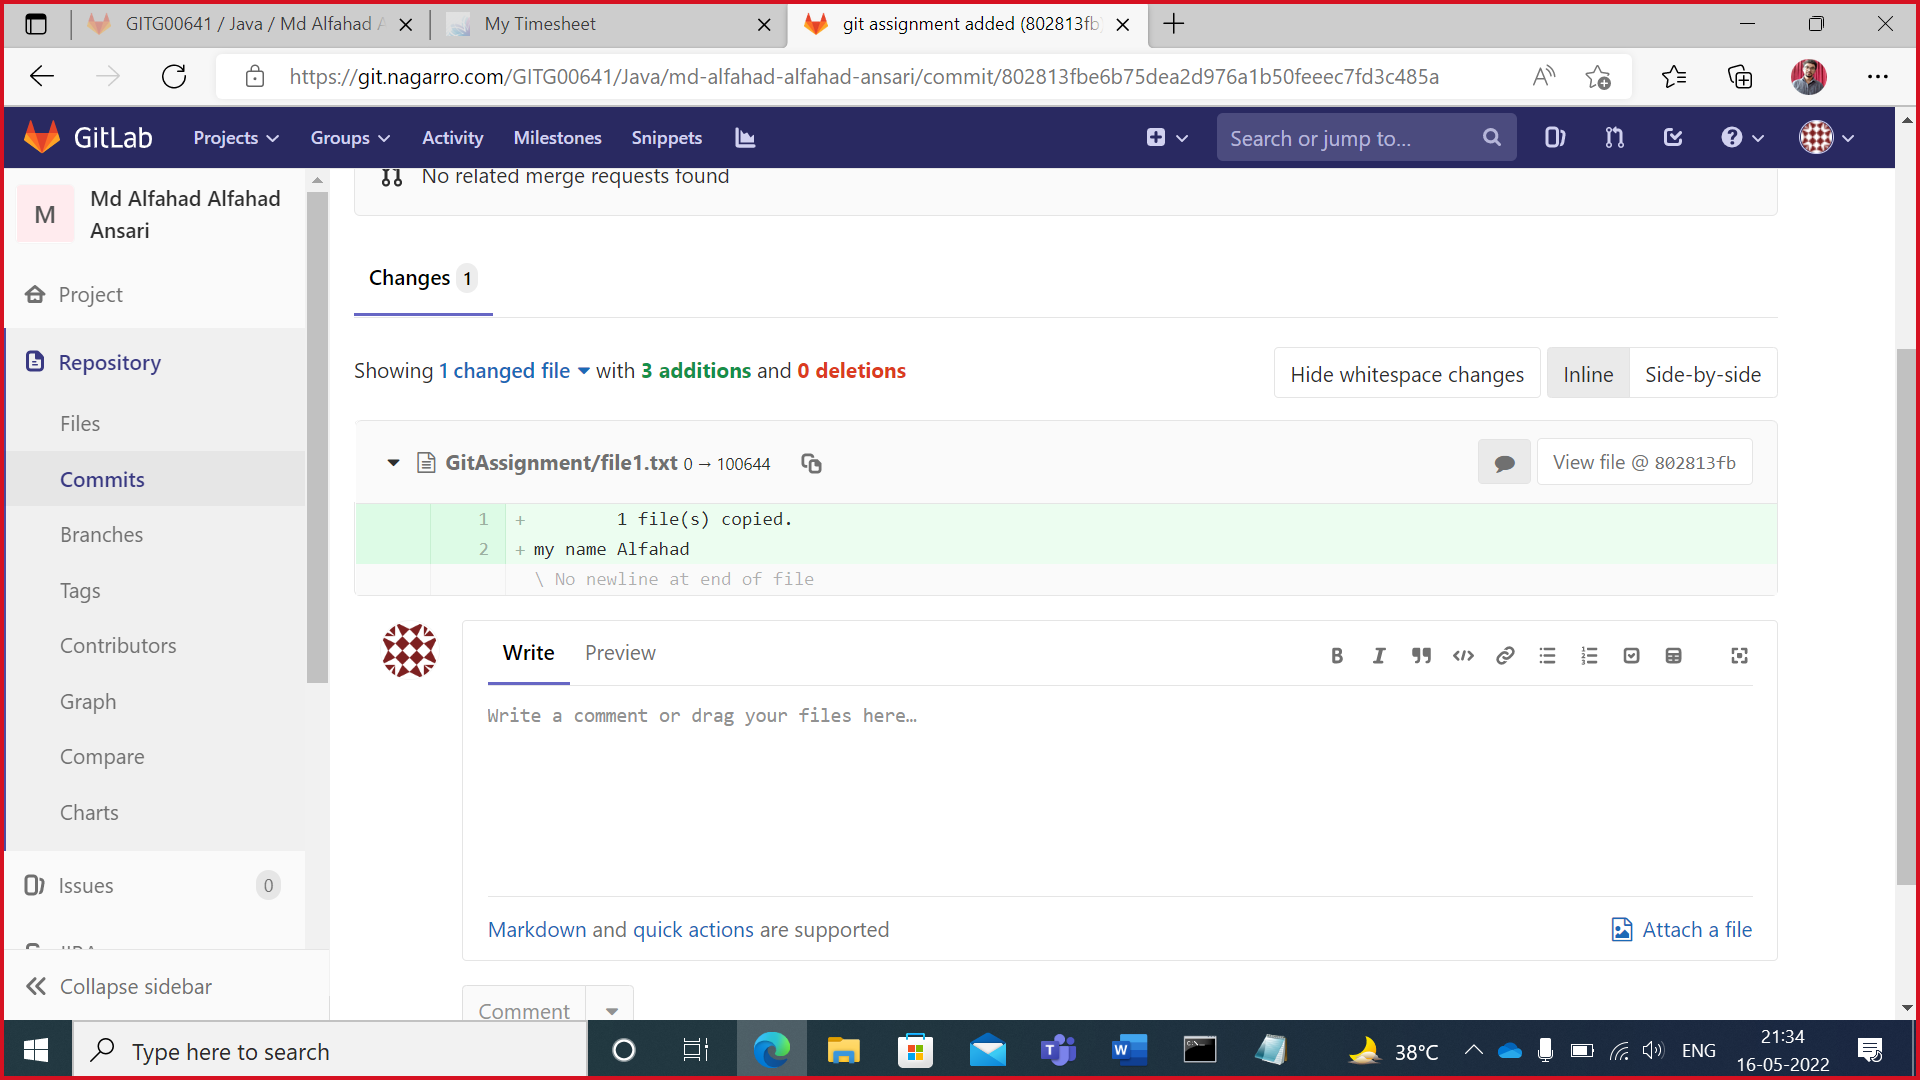 GITG00641 / Java / Md Alfahad A
My Timesheet
git assignment added (802813fb
https://git.nagarro.com/GITG00641/Java/md-alfahad-alfahad-ansari/commit/802813fbe6b75dea2d976a1b50feeec7fd3c485a
GitLab
Projects
Groups
Activity
Milestones
Snippets
Search or jump to...
M
Md Alfahad Alfahad
Ansari
Project
Repository
Files
Commits
Branches
Tags
Contributors
Graph
Compare
Charts
Issues
0
Collapse sidebar
No related merge requests found
Changes 1
Showing 1 changed file with 3 additions and 0 deletions
Hide whitespace changes
Inline
Side-by-side
GitAssignment/file1.txt 0 → 100644
View file @ 802813fb
1 + 1 file(s) copied.
2 + my name Alfahad
\ No newline at end of file
Write
Preview
Write a comment or drag your files here…
Markdown and quick actions are supported
Attach a file
Comment
Type here to search
38°C
ENG
21:34
16-05-2022